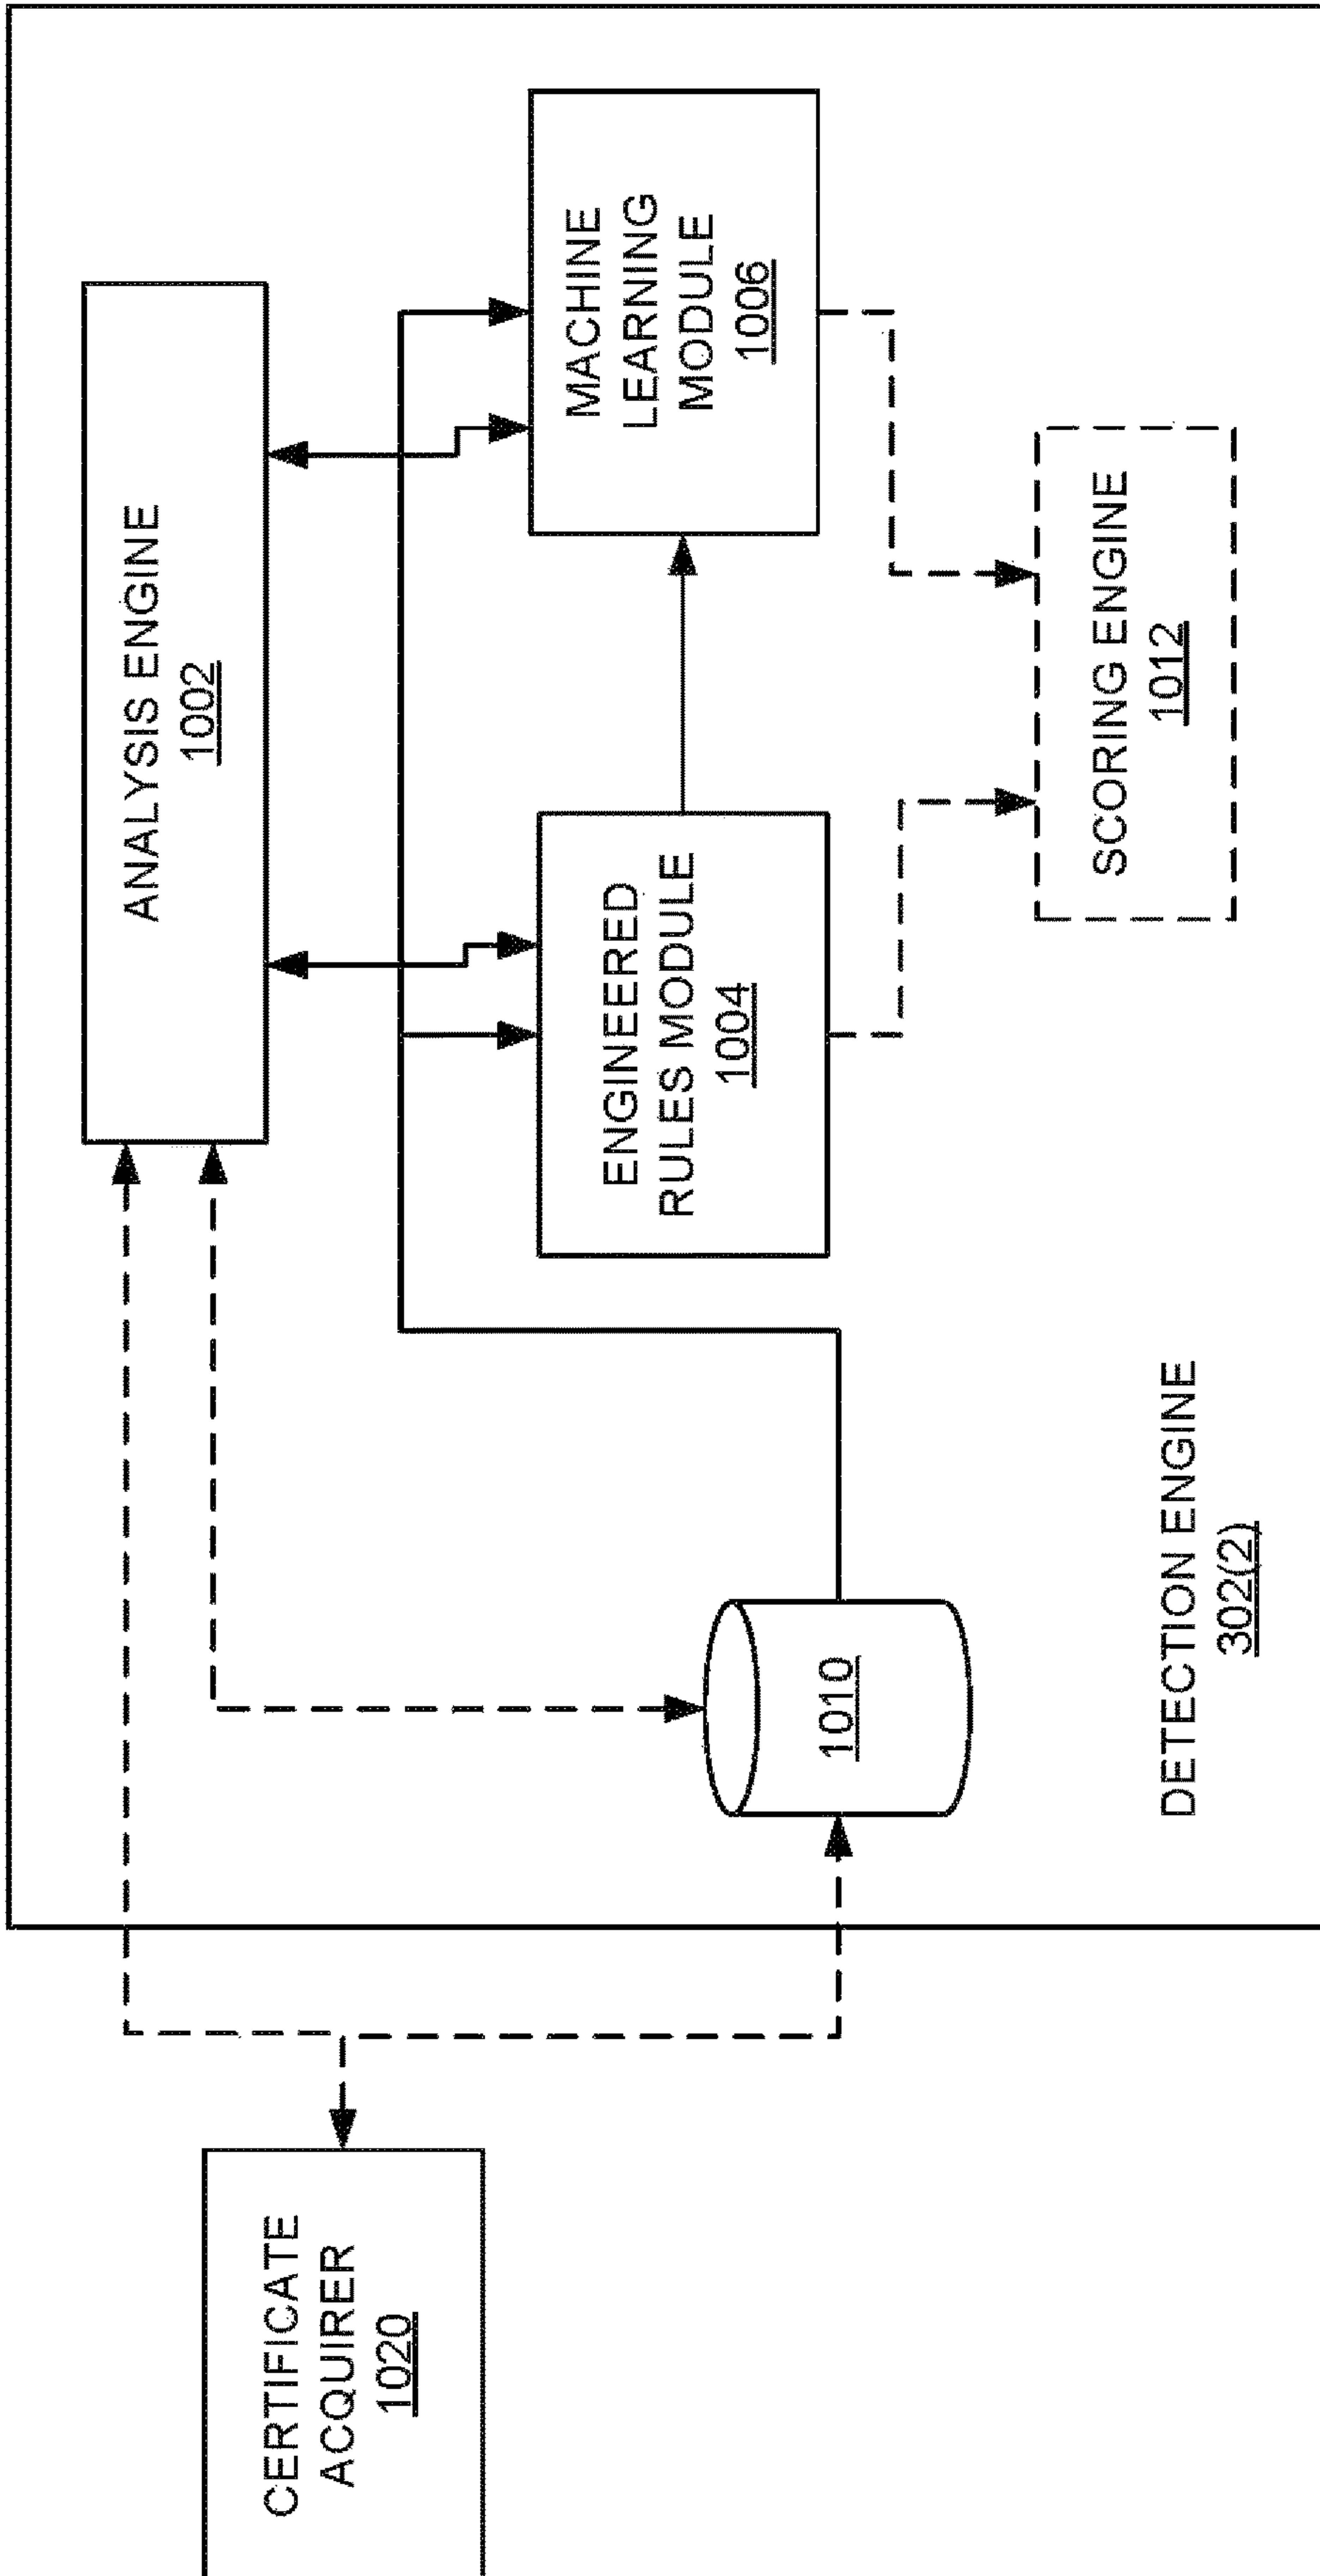 CERTIFICATE
ACQUIRER
1020
ANALYSIS ENGINE
1002
ENGINEERED
RULES MODULE
1004
MACHINE
LEARNING
MODULE
1006
1010
SCORING ENGINE
1012
DETECTION ENGINE
302(2)